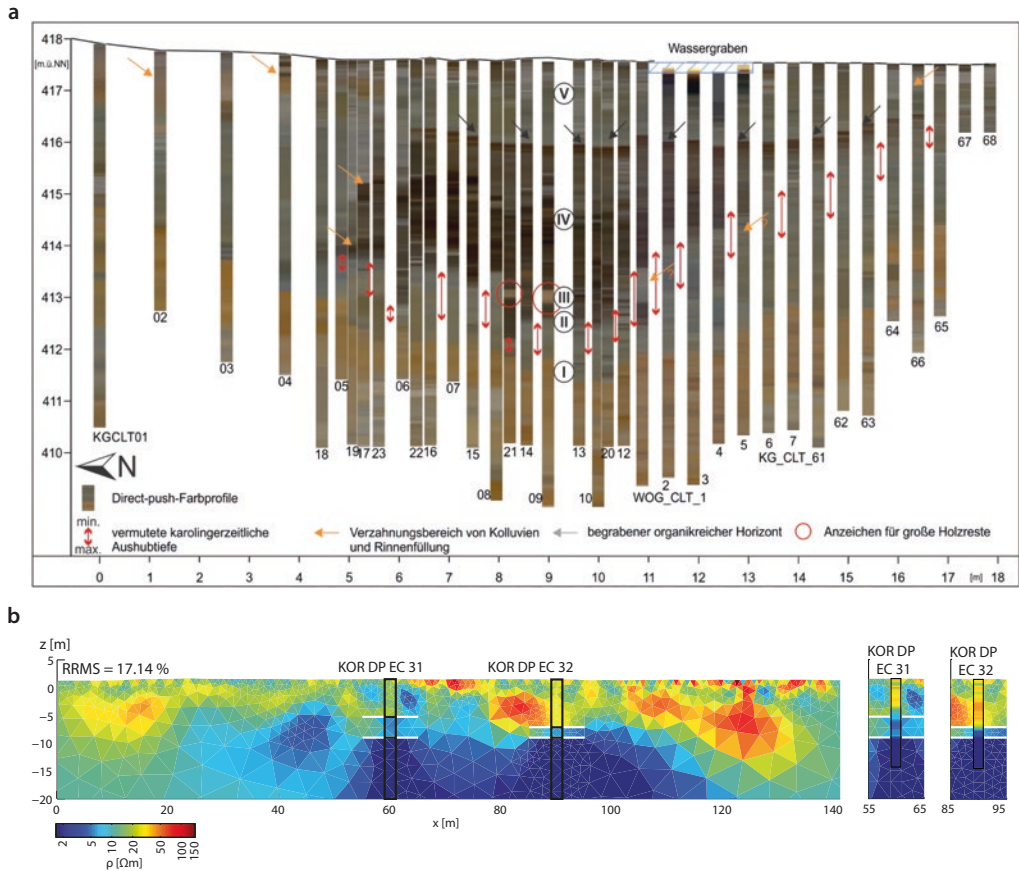 a
418
[m.ü.NN]
417
416
415
414
413
412
411
410
Wassergraben
V
IV
III
II
I
KGCLT01
02
03
04
18
05
19
17
23
06
22
16
07
15
08
21
14
09
13
10
20
12
WOG_CLT_1
2
3
4
5
6
7
KG_CLT_61
62
63
64
66
65
67
68
?
?
N
Direct-push-Farbprofile
min.
max.
vermutete karolingerzeitliche
Aushubtiefe
Verzahnungsbereich von Kolluvien
und Rinnenfüllung
begrabener organikreicher Horizont
Anzeichen für große Holzreste
0 1 2 3 4 5 6 7 8 9 10 11 12 13 14 15 16 17 [m] 18
b
z [m]
5
0
−5
−10
−15
−20
RRMS = 17.14 %
KOR DP EC 31
KOR DP EC 32
0 20 40 60 80 100 120 140
x [m]
KOR DP
EC 31
55 65
KOR DP
EC 32
85 95
2 5 10 20 50 100 150
ρ [Ωm]